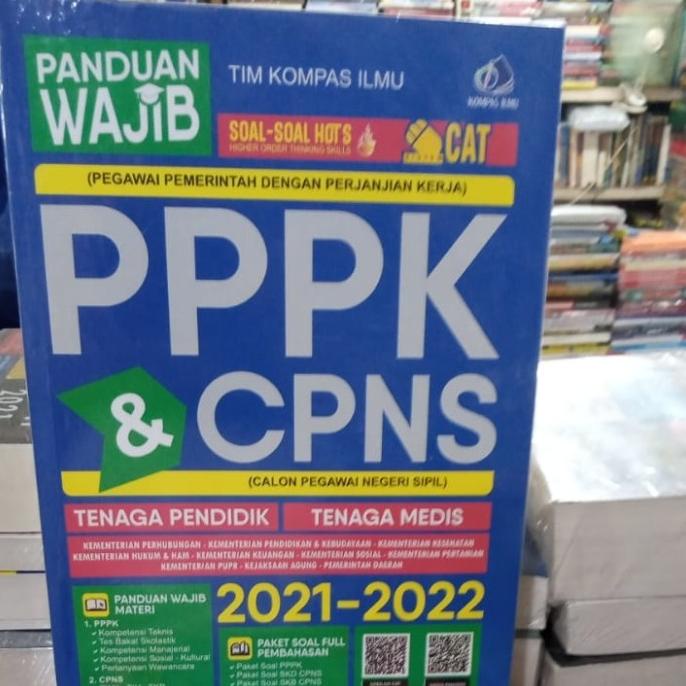 PANDUAN
WAJIB
TIM KOMPAS ILMU
KOMPAS ILMU
SOAL-SOAL HOTS
HIGHER ORDER THINKING SKILLS
CAT
(PEGAWAI PEMERINTAH DENGAN PERJANJIAN KERJA)
PPPK
& CPNS
(CALON PEGAWAI NEGERI SIPIL)
TENAGA PENDIDIK
TENAGA MEDIS
KEMENTERIAN PERHUBUNGAN - KEMENTERIAN PENDIDIKAN & KEBUDAYAAN - KEMENTERIAN KESEHATAN
KEMENTERIAN HUKUM & HAM - KEMENTERIAN KEUANGAN - KEMENTERIAN SOSIAL - KEMENTERIAN PERTANIAN
KEMENTERIAN PUPR - KEJAKSAAN AGUNG - PEMERINTAH DAERAH
PANDUAN WAJIB
MATERI
1. PPPK
Kompetensi Teknis
Tes Bakat Skolastik
Kompetensi Manajerial
Kompetensi Sosial - Kultural
Pertanyaan Wawancara
2. CPNS
2021-2022
PAKET SOAL FULL
PEMBAHASAN
Paket Soal PPPK
Paket Soal SKD CPNS
Paket Soal SKB CPNS
2021